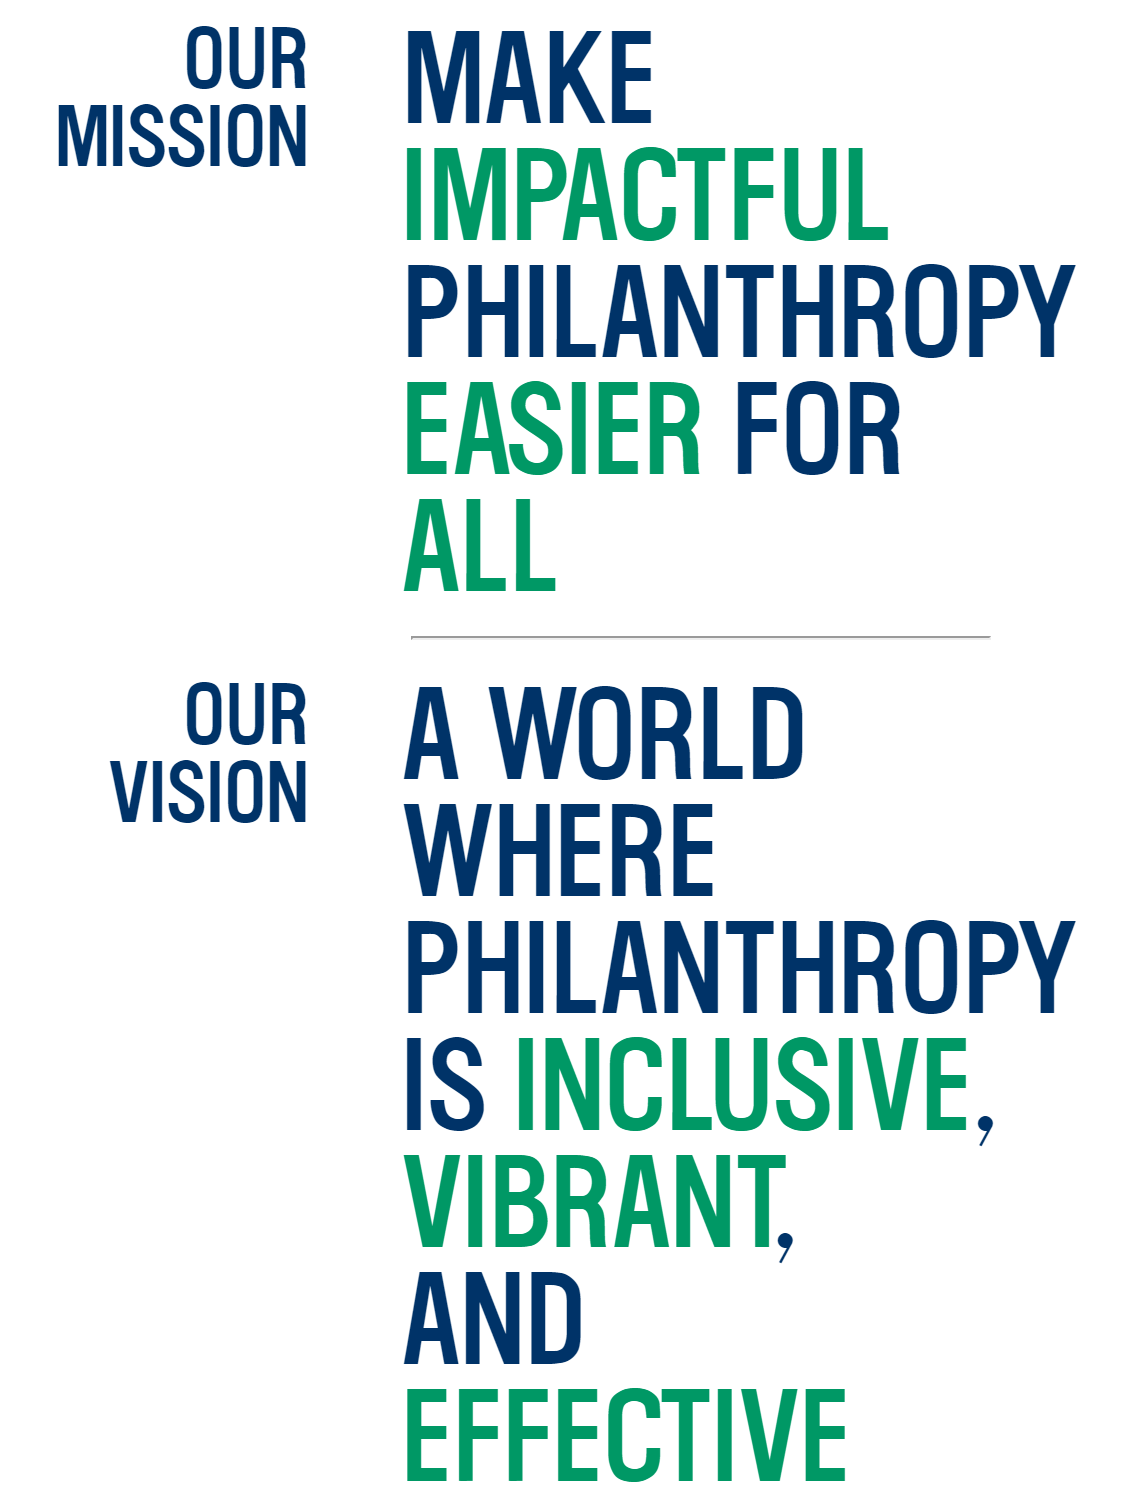 OUR
MISSION
MAKE
IMPACTFUL
PHILANTHROPY
EASIER FOR
ALL
OUR
VISION
A WORLD
WHERE
PHILANTHROPY
IS INCLUSIVE,
VIBRANT,
AND
EFFECTIVE